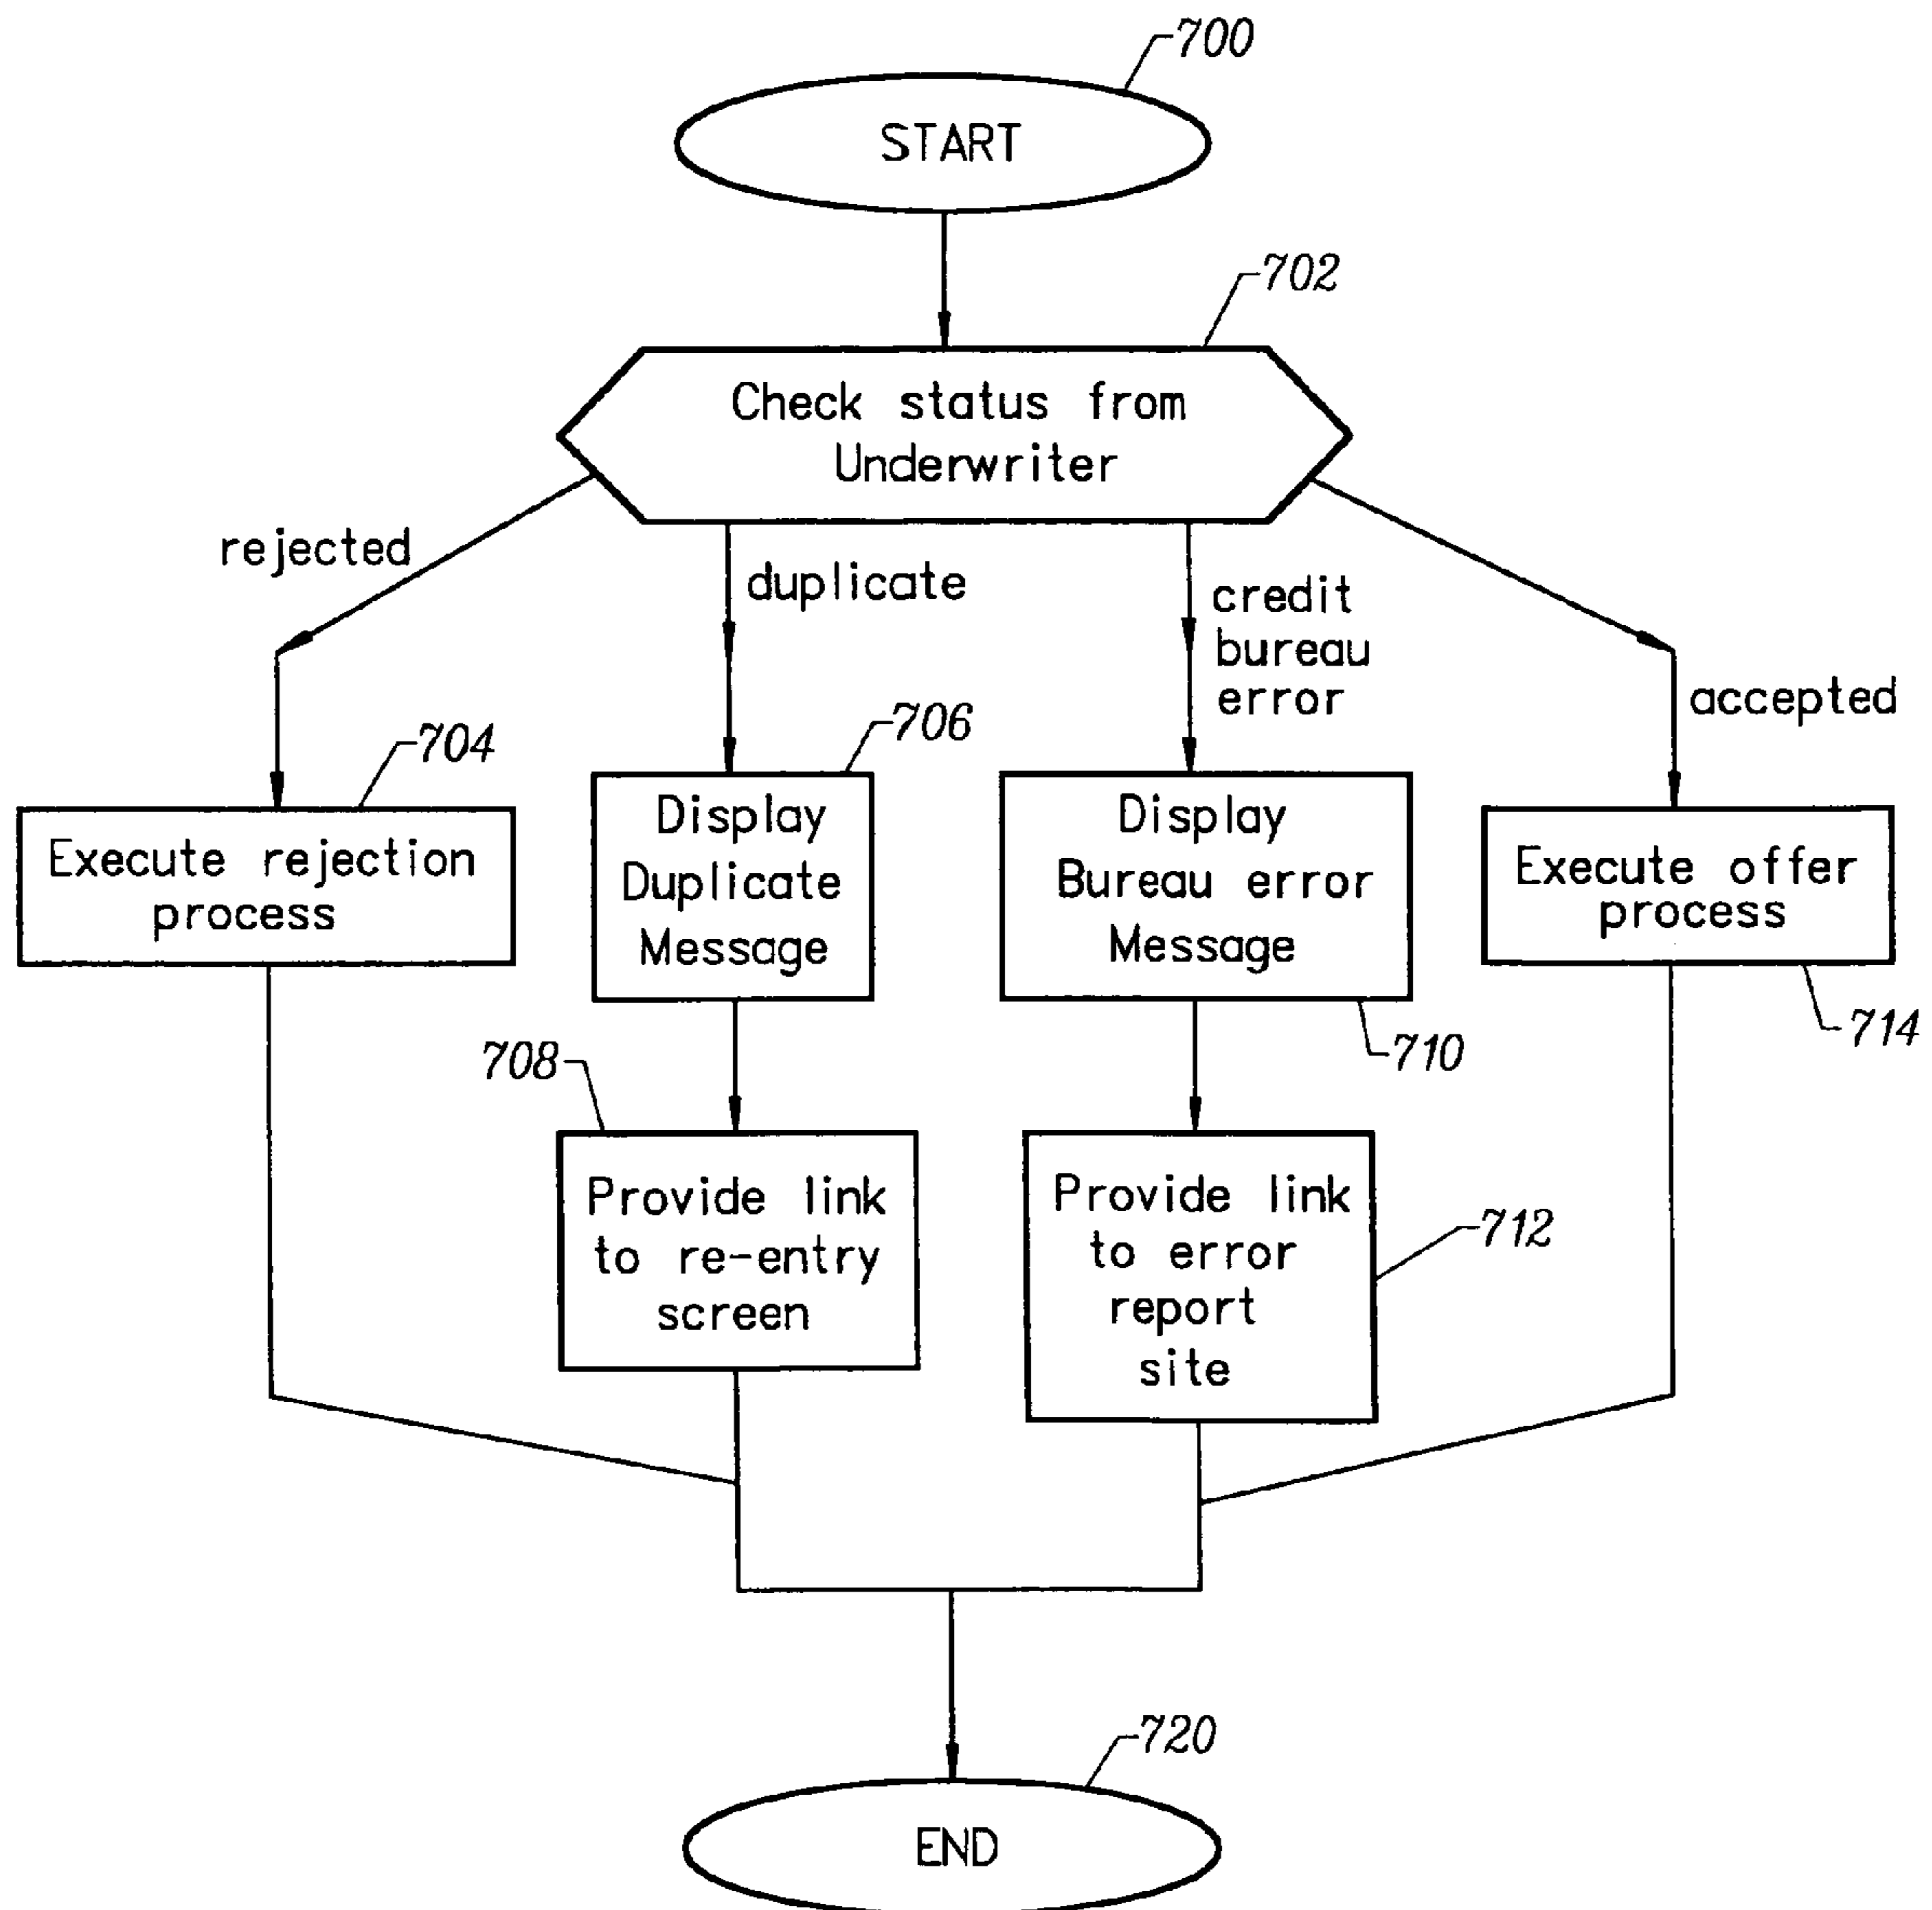 700
START
702
Check status from
Underwriter
rejected
duplicate
credit
bureau
error
accepted
704
Execute rejection
process
706
Display
Duplicate
Message
Display
Bureau error
Message
710
Execute offer
process
714
708
Provide link
to re-entry
screen
Provide link
to error
report
site
712
720
END